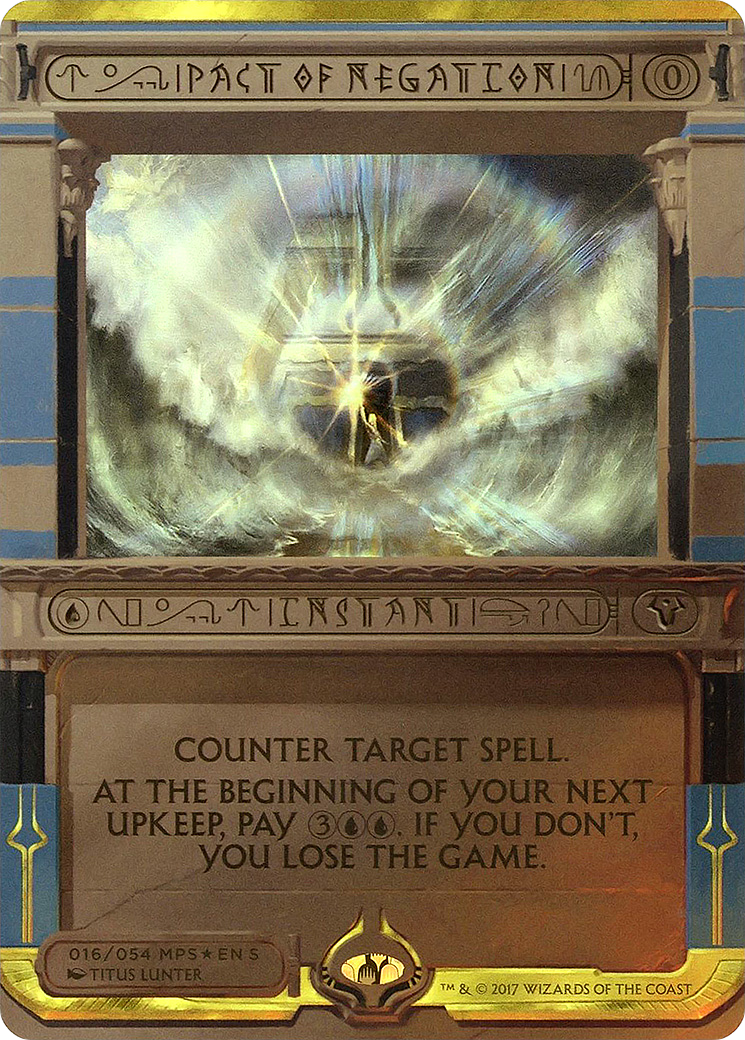 PACT OF NEGATION 0
INSTANT
COUNTER TARGET SPELL.
AT THE BEGINNING OF YOUR NEXT
UPKEEP, PAY 3. IF YOU DON'T,
YOU LOSE THE GAME.
016/054 MPS★EN S
TITUS LUNTER
™ & © 2017 WIZARDS OF THE COAST